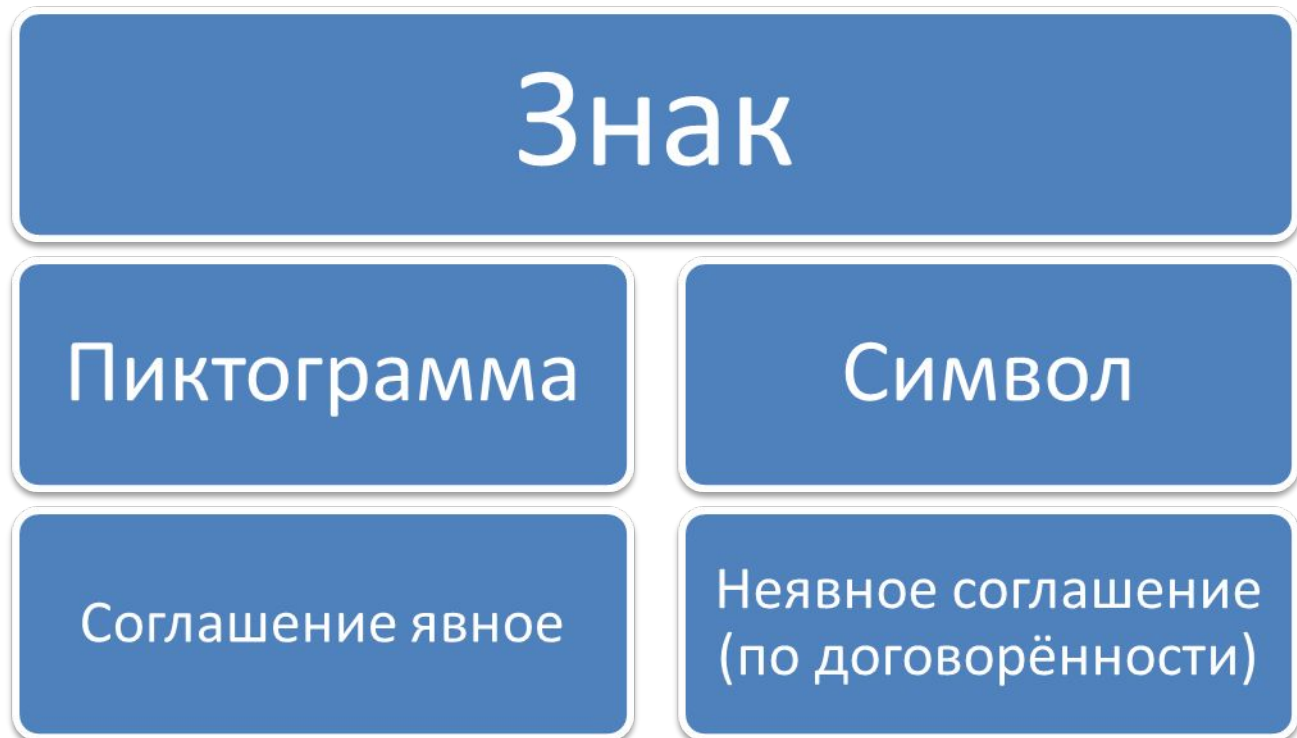 Знак
Пиктограмма
Символ
Соглашение явное
Неявное соглашение
(по договорённости)